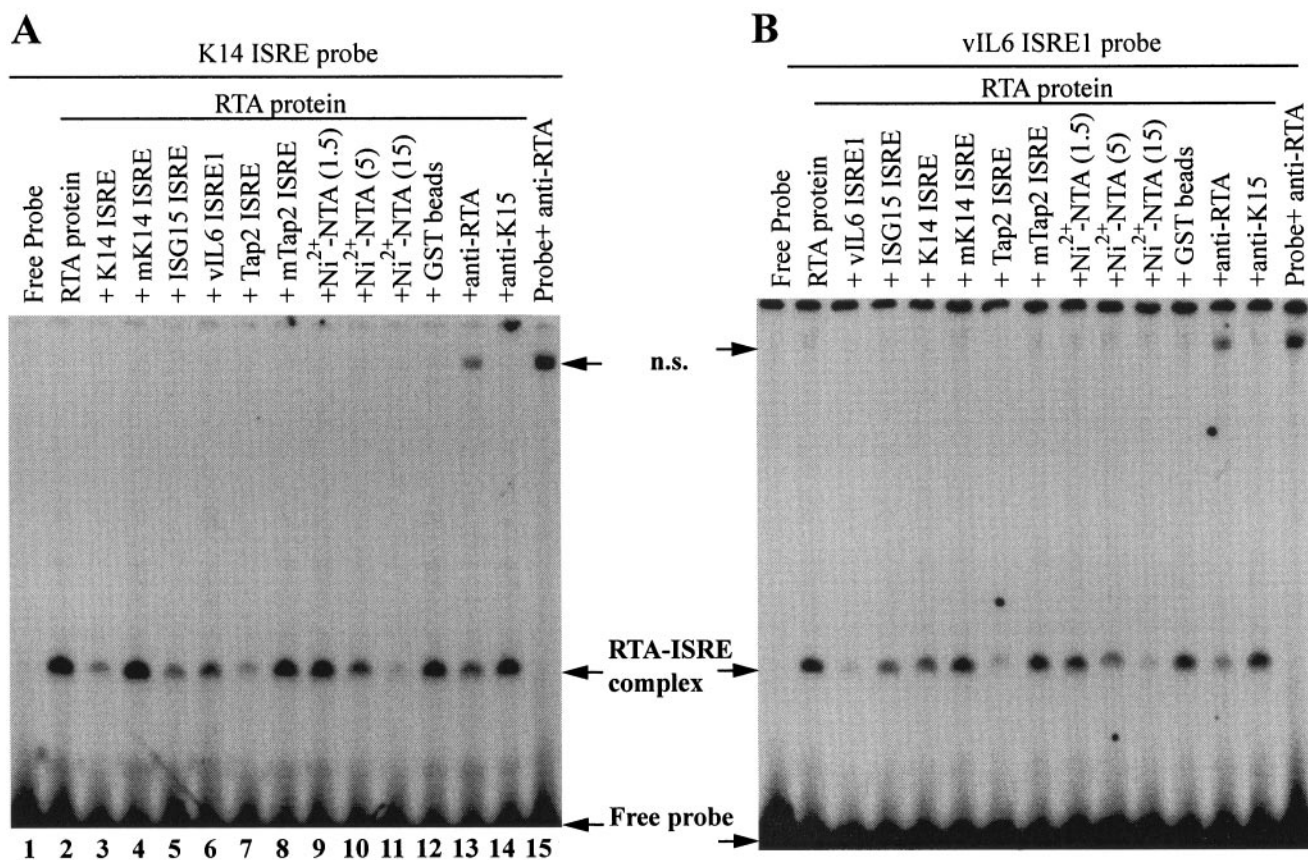 A
K14 ISRE probe
RTA protein
Free Probe
RTA protein
+ K14 ISRE
+ mK14 ISRE
+ ISG15 ISRE
+ vIL6 ISRE1
+ Tap2 ISRE
+ mTap2 ISRE
+Ni2+-NTA (1.5)
+Ni2+-NTA (5)
+Ni2+-NTA (15)
+ GST beads
+anti-RTA
+anti-K15
Probe+ anti-RTA
B
vIL6 ISRE1 probe
RTA protein
Free Probe
RTA protein
+ vIL6 ISRE1
+ ISG15 ISRE
+ K14 ISRE
+ mK14 ISRE
+ Tap2 ISRE
+ mTap2 ISRE
+Ni2+-NTA (1.5)
+Ni2+-NTA (5)
+Ni2+-NTA (15)
+ GST beads
+anti-RTA
+anti-K15
Probe+ anti-RTA
n.s.
RTA-ISRE
complex
Free probe
1 2 3 4 5 6 7 8 9 10 11 12 13 14 15